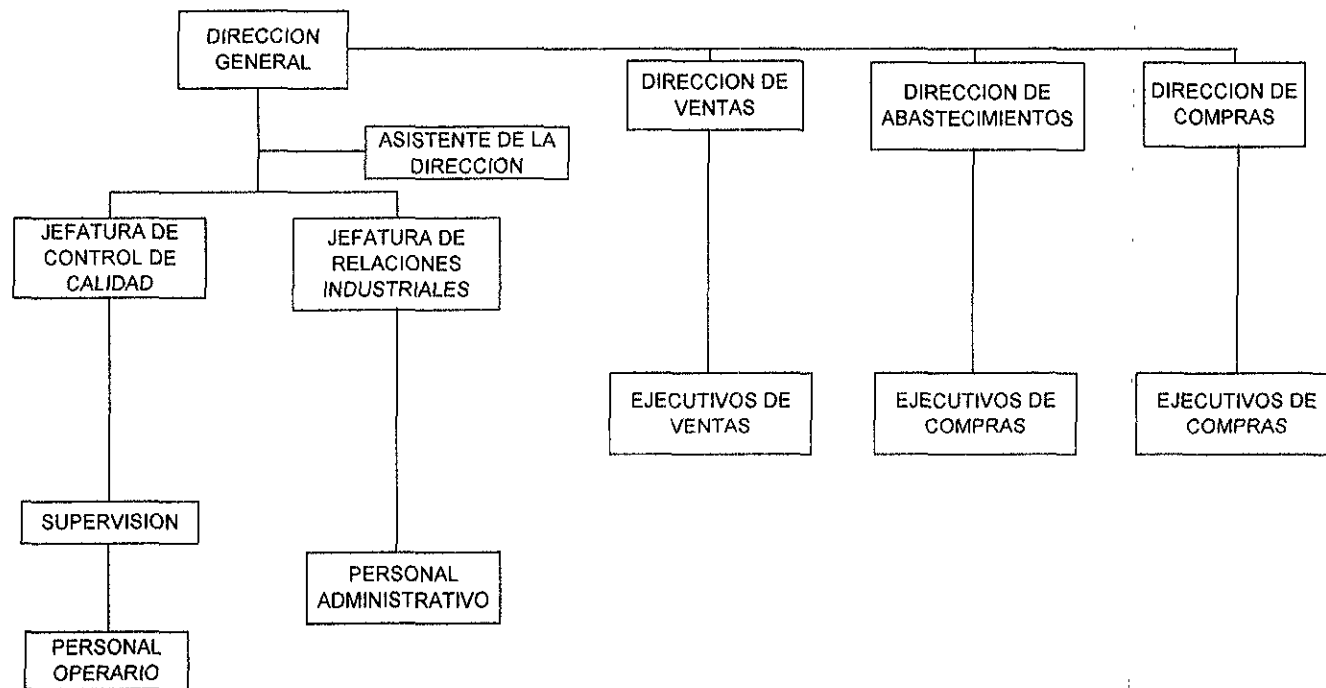 DIRECCION
GENERAL
DIRECCION DE
VENTAS
DIRECCION DE
ABASTECIMIENTOS
DIRECCION DE
COMPRAS
ASISTENTE DE LA
DIRECCION
JEFATURA DE
CONTROL DE
CALIDAD
JEFATURA DE
RELACIONES
INDUSTRIALES
EJECUTIVOS DE
VENTAS
EJECUTIVOS DE
COMPRAS
EJECUTIVOS DE
COMPRAS
SUPERVISION
PERSONAL
ADMINISTRATIVO
PERSONAL
OPERARIO